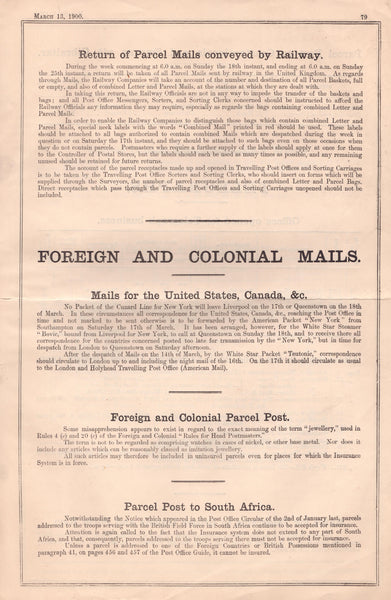 MARCH 13, 1900.
79
Return of Parcel Mails conveyed by Railway.
During the week commencing at 6.0 a.m. on Sunday the 18th instant, and ending at 6.0 a.m. on Sunday
the 25th instant, a return will be taken of all Parcel Mails sent by railway in the United Kingdom. As regards
through Mails, the Railway Companies will take an account of the number and destination of all Parcel Baskets, full
or empty, and also of combined Letter and Parcel Mails, at the stations at which they are dealt with.
In taking this return, the Railway Officials are not in any way to impede the transfer of the baskets and
bags; and all Post Office Messengers, Sorters, and Sorting Clerks concerned should be instructed to afford the
Railway Officials any information they may require, especially as regards the bags containing combined Letter and
Parcel Mails.
In order to enable the Railway Companies to distinguish those bags which contain combined Letter and
Parcel Mails, special neck labels with the words "Combined Mail" printed in red should be used. These labels
should be attached to all bags authorised to contain combined Mails which are despatched during the week in
question or on Saturday the 17th instant, and they should be attached to such bags even on those occasions when
they do not contain parcels. Postmasters who require a further supply of the labels should apply at once for them
to the Controller of Postal Stores, but the labels should each be used as many times as possible, and any remaining
unused should be retained for future returns.
The account of the parcel receptacles made up and opened in Travelling Post Offices and Sorting Carriages
is to be taken by the Travelling Post Office Sorters and Sorting Clerks, who should insert on forms which will be
supplied through the Surveyors, the number of parcel receptacles and also of combined Letter and Parcel Bags.
Direct receptacles which pass through the Travelling Post Offices and Sorting Carriages unopened should not be
included.
FOREIGN AND COLONIAL MAILS.
Mails for the United States, Canada, &c.
No Packet of the Cunard Line for New York will leave Liverpool on the 17th or Queenstown on the 18th
of March. In these circumstances all correspondence for the United States, Canada, &c., reaching the Post Office in
time and not marked to be sent otherwise is to be forwarded by the American Packet "New York" from
Southampton on Saturday the 17th of March. It has been arranged, however, for the White Star Steamer
"Bovic," bound from Liverpool for New York, to call at Queenstown on Sunday the 18th, and to receive there all
correspondence for the countries concerned posted too late for transmission by the "New York," but in time for
despatch from London to Queenstown on Saturday afternoon.
After the despatch of Mails on the 14th of March, by the White Star Packet "Teutonic," correspondence
should circulate to London up to and including the night mail of the 16th. On the 17th it should circulate as usual
to the London and Holyhead Travelling Post Office (American Mail).
Foreign and Colonial Parcel Post.
Some misapprehension appears to exist in regard to the exact meaning of the term "jewellery," used in
Rules 4 (c) and 20 (c) of the Foreign and Colonial "Rules for Head Postmasters."
The term is not to be regarded as comprising watches in cases of nickel, or other base metal. Nor does it
include any articles which can be reasonably classed as imitation jewellery.
All such articles may therefore be included in uninsured parcels even for places for which the Insurance
System is in force.
Parcel Post to South Africa.
Notwithstanding the Notice which appeared in the Post Office Circular of the 2nd of January last, parcels
addressed to the troops serving with the British Field Force in South Africa continue to be accepted for insurance.
Attention is again called to the fact that the Insurance system does not extend to any part of South
Africa, and that, consequently, parcels addressed to the troops serving there must not be accepted for insurance.
Unless a parcel is addressed to one of the Foreign Countries or British Possessions mentioned in
paragraph 41, on pages 456 and 457 of the Post Office Guide, it cannot be insured.